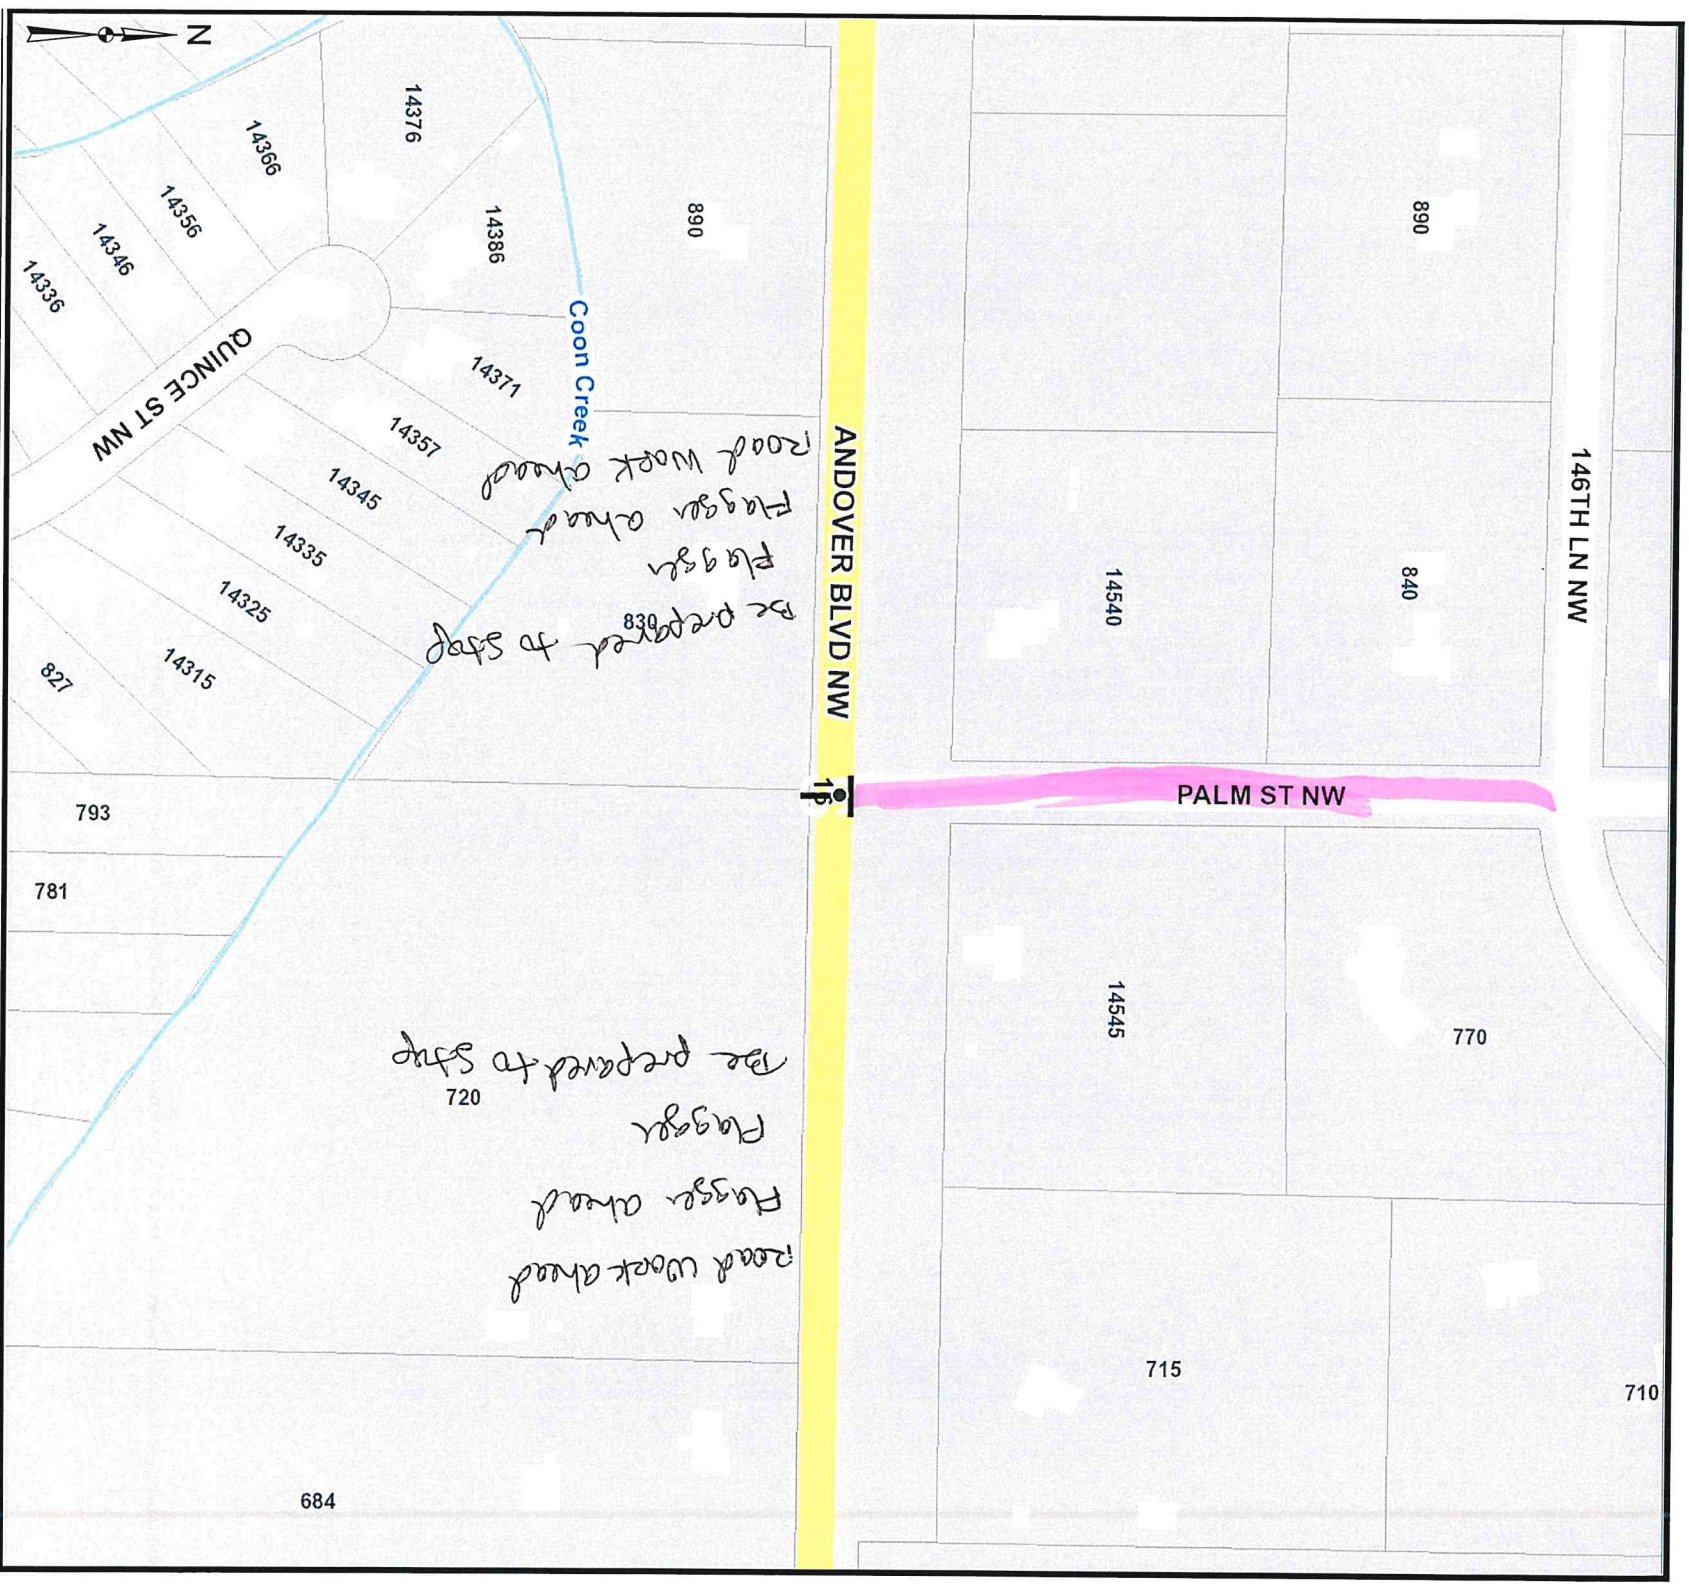 N
14376
14366
14356
14346
14336
14386
890
890
Coon Creek
QUINCE ST NW
14371
14357
14345
14335
14325
14315
827
ANDOVER BLVD NW
146TH LN NW
Road Work ahead
Flagger ahead
Flagger
Be prepared to stop
830
14540
840
PALM ST NW
793
781
14545
770
Be prepared to stop
720
Flagger
Flagger ahead
Road Work ahead
715
710
684